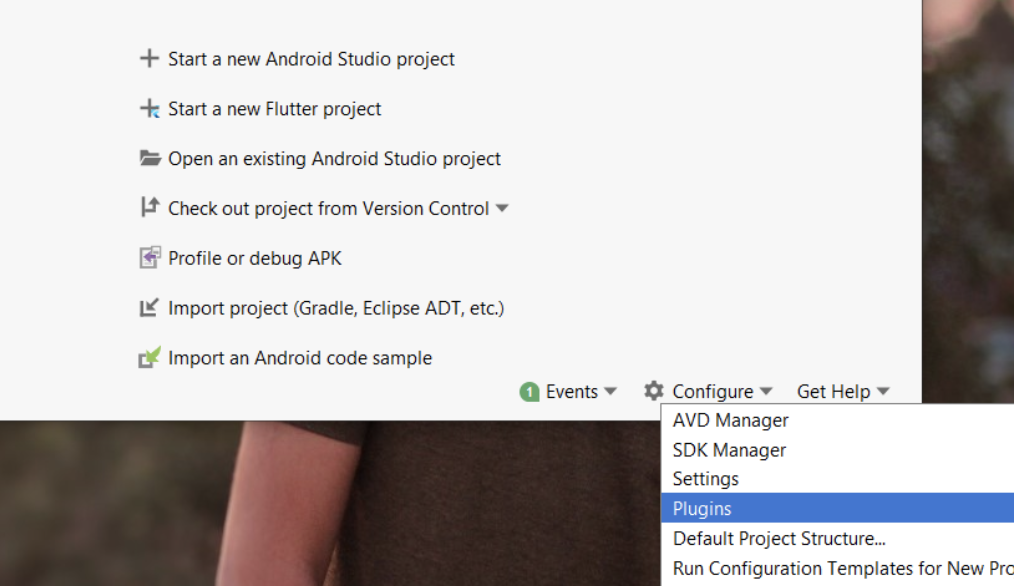 Start a new Android Studio project
Start a new Flutter project
Open an existing Android Studio project
Check out project from Version Control
Profile or debug APK
Import project (Gradle, Eclipse ADT, etc.)
Import an Android code sample
1 Events Configure Get Help
AVD Manager
SDK Manager
Settings
Plugins
Default Project Structure...
Run Configuration Templates for New Pro